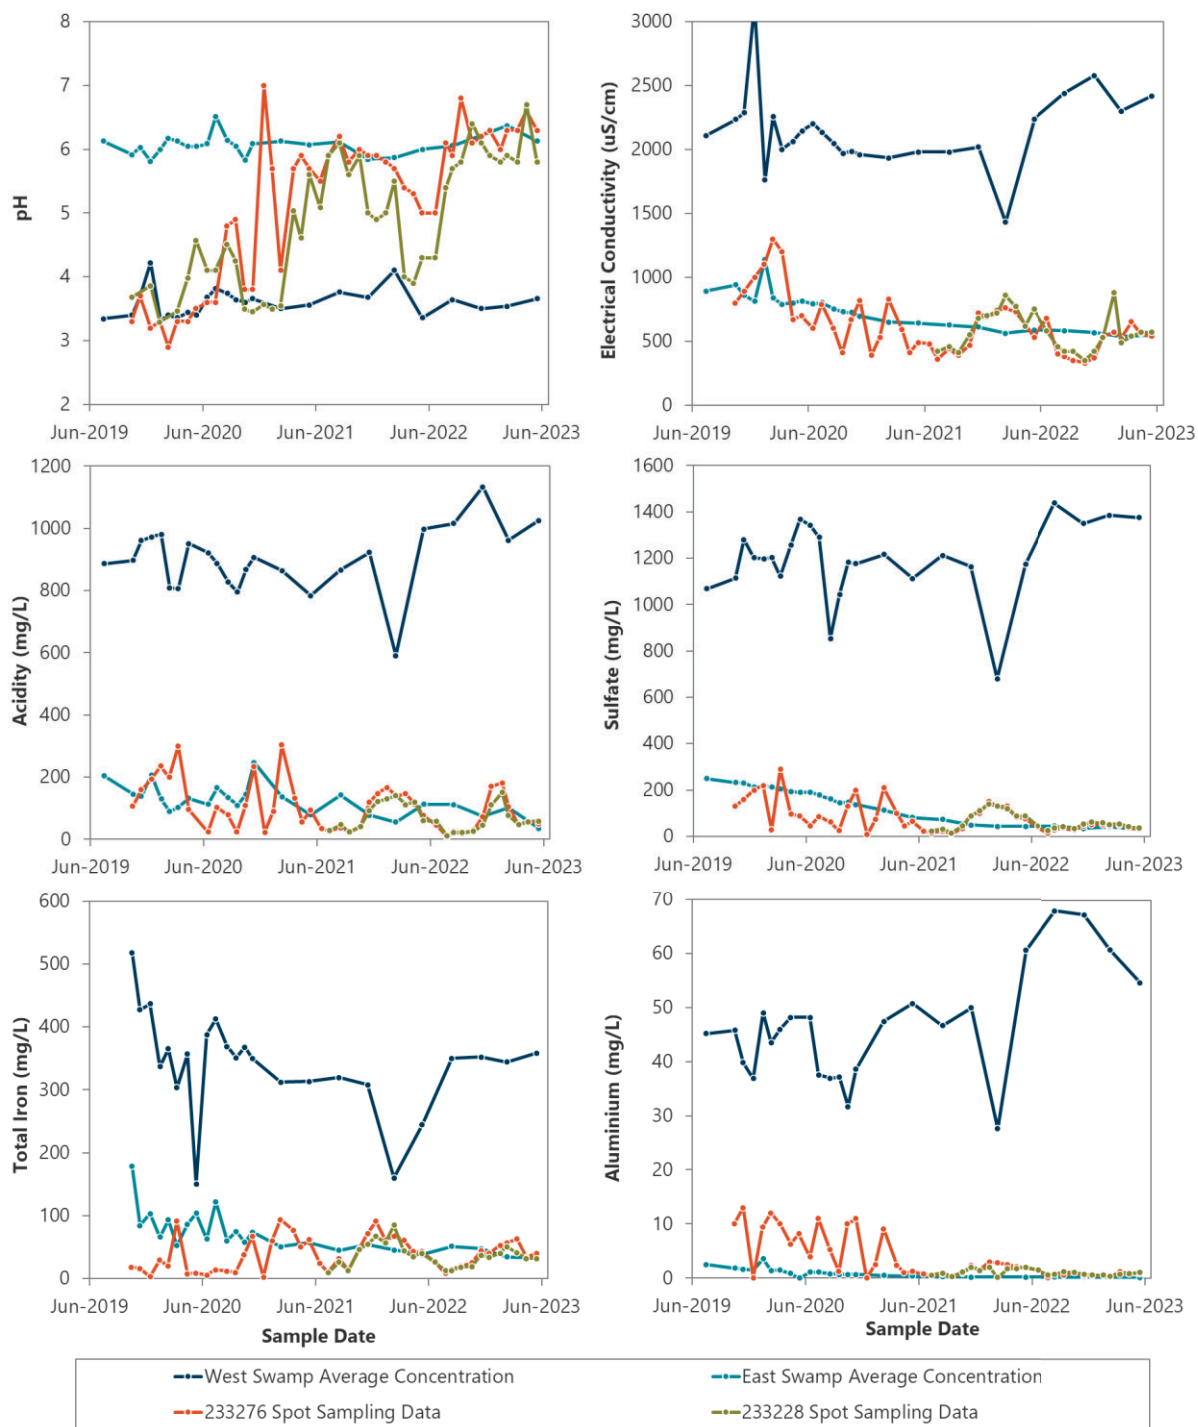 pH
8
7
6
5
4
3
2
Jun-2019 Jun-2020 Jun-2021 Jun-2022 Jun-2023
Electrical Conductivity (uS/cm)
3000
2500
2000
1500
1000
500
0
Jun-2019 Jun-2020 Jun-2021 Jun-2022 Jun-2023
Acidity (mg/L)
1200
1000
800
600
400
200
0
Jun-2019 Jun-2020 Jun-2021 Jun-2022 Jun-2023
Sulfate (mg/L)
1600
1400
1200
1000
800
600
400
200
0
Jun-2019 Jun-2020 Jun-2021 Jun-2022 Jun-2023
Total Iron (mg/L)
600
500
400
300
200
100
0
Jun-2019 Jun-2020 Jun-2021 Jun-2022 Jun-2023
Sample Date
Aluminium (mg/L)
70
60
50
40
30
20
10
0
Jun-2019 Jun-2020 Jun-2021 Jun-2022 Jun-2023
Sample Date
West Swamp Average Concentration
East Swamp Average Concentration
233276 Spot Sampling Data
233228 Spot Sampling Data